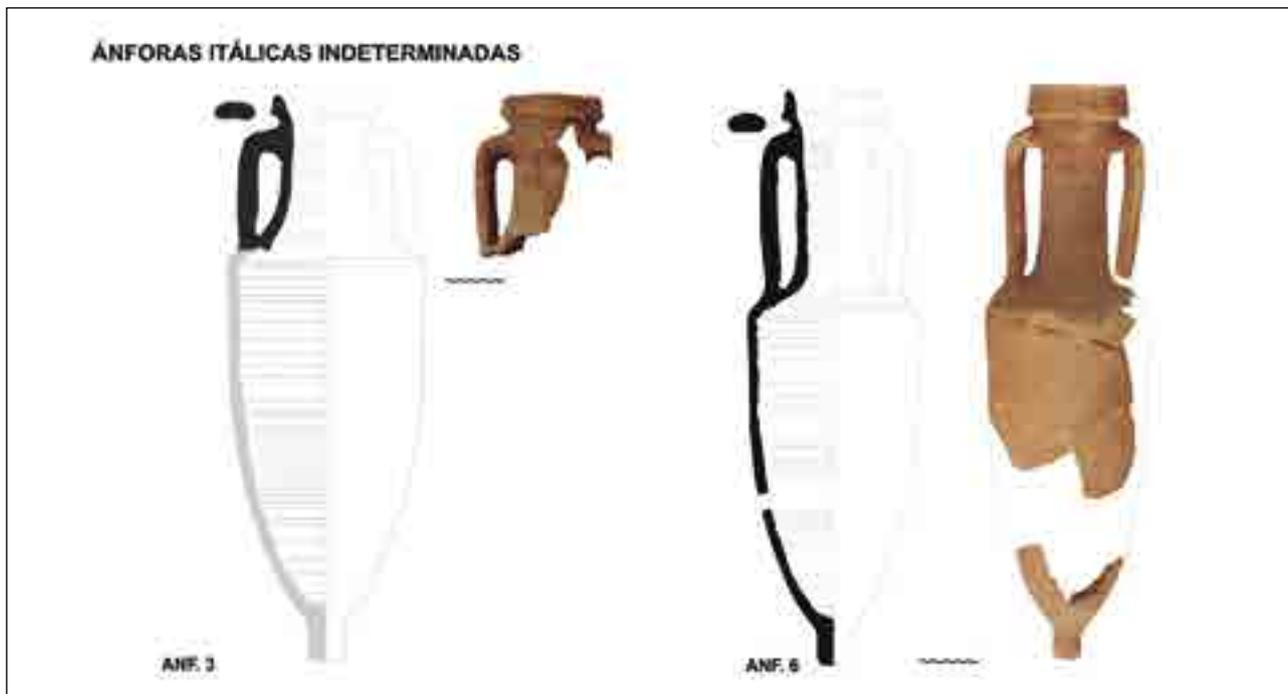 ÁNFORAS ITÁLICAS INDETERMINADAS
ANF. 3
ANF. 6